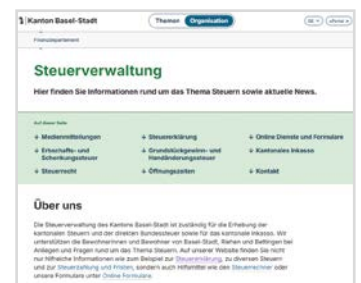 Kanton Basel-Stadt
Themen Organisation
Finanzdepartement
Steuerverwaltung
Hier finden Sie Informationen rund um das Thema Steuern sowie aktuelle News.
Auf dieser Seite
↓ Medienmitteilungen ↓ Steuererklärung ↓ Online Dienste und Formulare
↓ Erbschafts- und Schenkungssteuer ↓ Grundstückgewinn- und Handänderungssteuer ↓ Kantonales Inkasso
↓ Steuerrecht ↓ Öffnungszeiten ↓ Kontakt
Über uns
Die Steuerverwaltung des Kantons Basel-Stadt ist zuständig für die Erhebung der
kantonalen Steuern und der direkten Bundessteuer sowie für das kantonale Inkasso. Wir
unterstützen die Bewohnerinnen und Bewohner von Basel-Stadt, Riehen und Bettingen bei
Anliegen und Fragen rund um das Thema Steuern. Auf unserer Website finden Sie nicht
nur hilfreiche Informationen wie zum Beispiel zur Steuererklärung, zu diversen Steuern
und zur Steuerzahlung und Fristen, sondern auch Hilfsmittel wie den Steuerrechner oder
unsere Formulare unter Online Formulare.